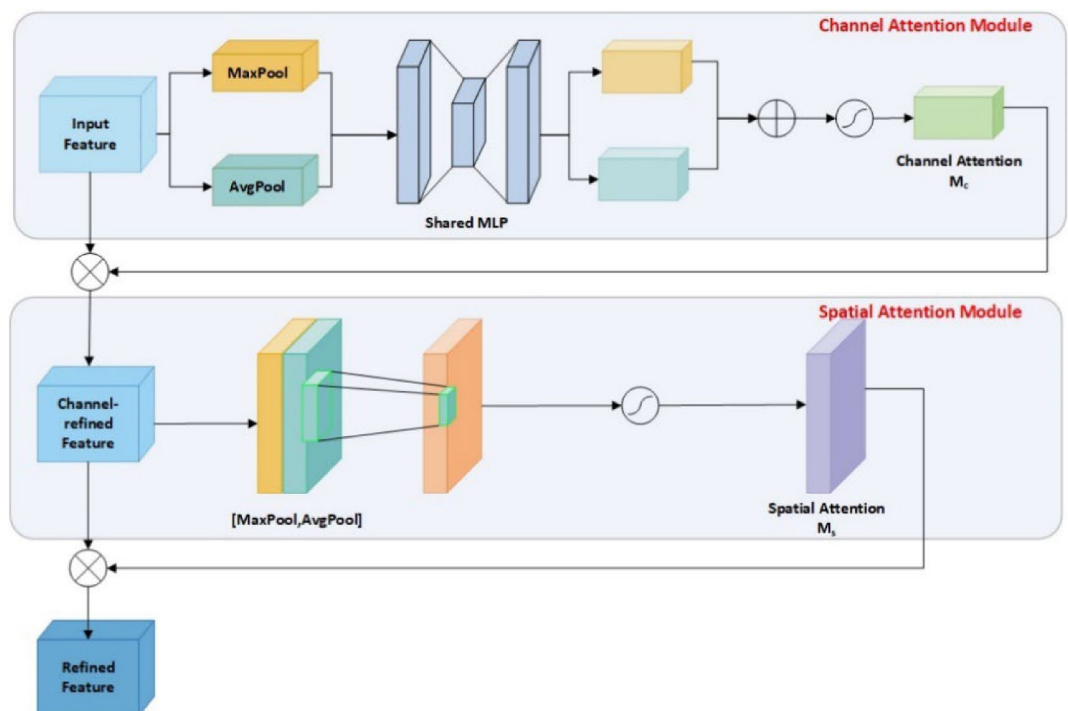 Channel Attention Module
MaxPool
Input
Feature
AvgPool
Channel Attention
Mc
Shared MLP
Spatial Attention Module
Channel-
refined
Feature
[MaxPool,AvgPool]
Spatial Attention
Ms
Refined
Feature